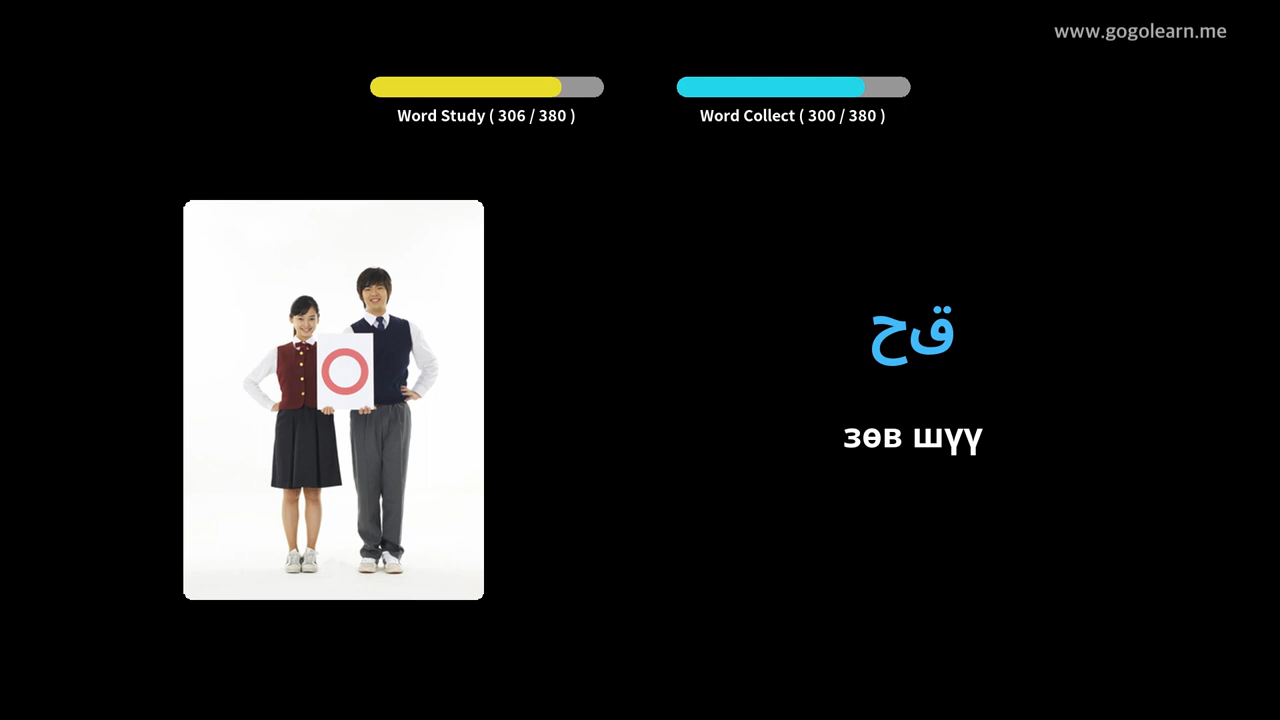 www.gogolearn.me
Word Study ( 306 / 380 )
Word Collect ( 300 / 380 )
قح
зөв шүү